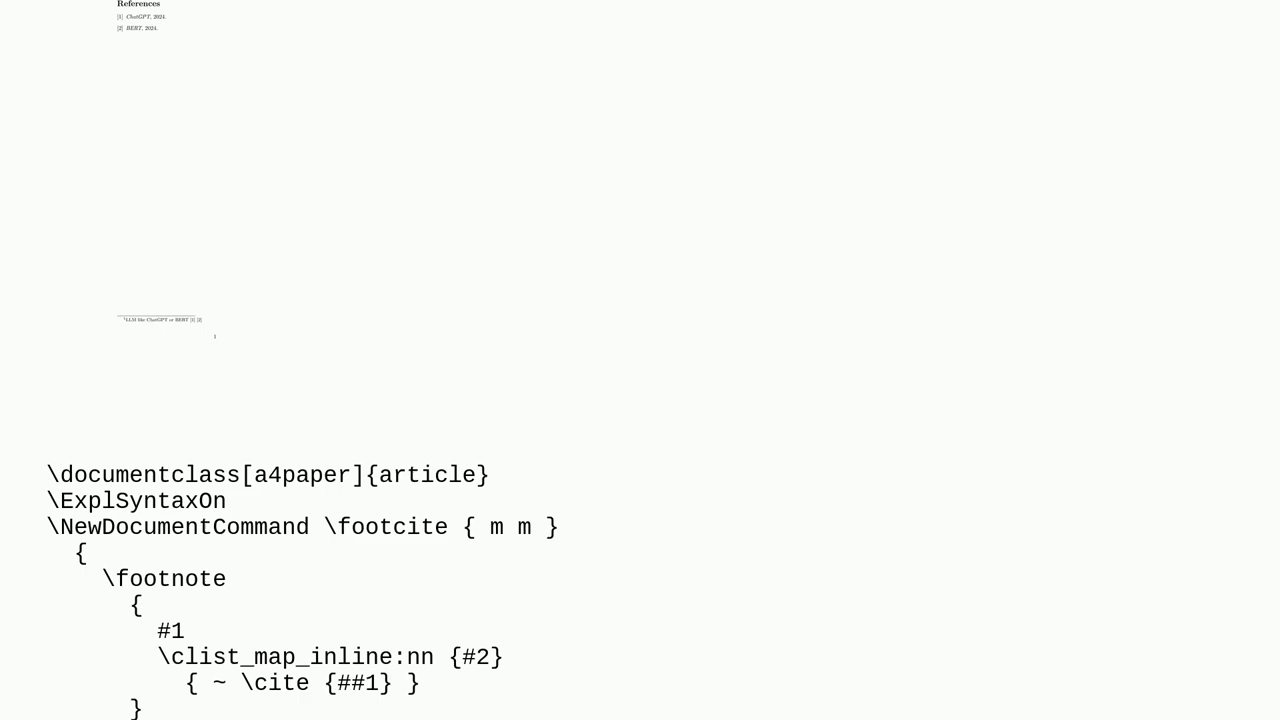 References
[1] ChatGPT, 2024.
[2] BERT, 2024.
1LLM like ChatGPT or BERT [1] [2]
1
\documentclass[a4paper]{article}
\ExplSyntaxOn
\NewDocumentCommand \footcite { m m }
{
\footnote
{
#1
\clist_map_inline:nn {#2}
{ ~ \cite {##1} }
}